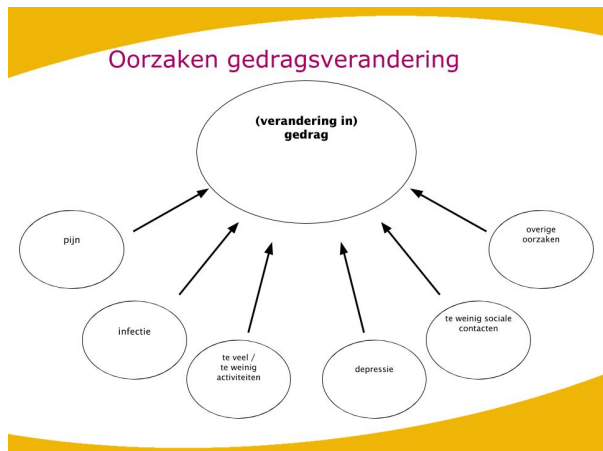 Oorzaken gedragsverandering
(verandering in)
gedrag
pijn
overige
oorzaken
infectie
te weinig sociale
contacten
te veel /
te weinig
activiteiten
depressie